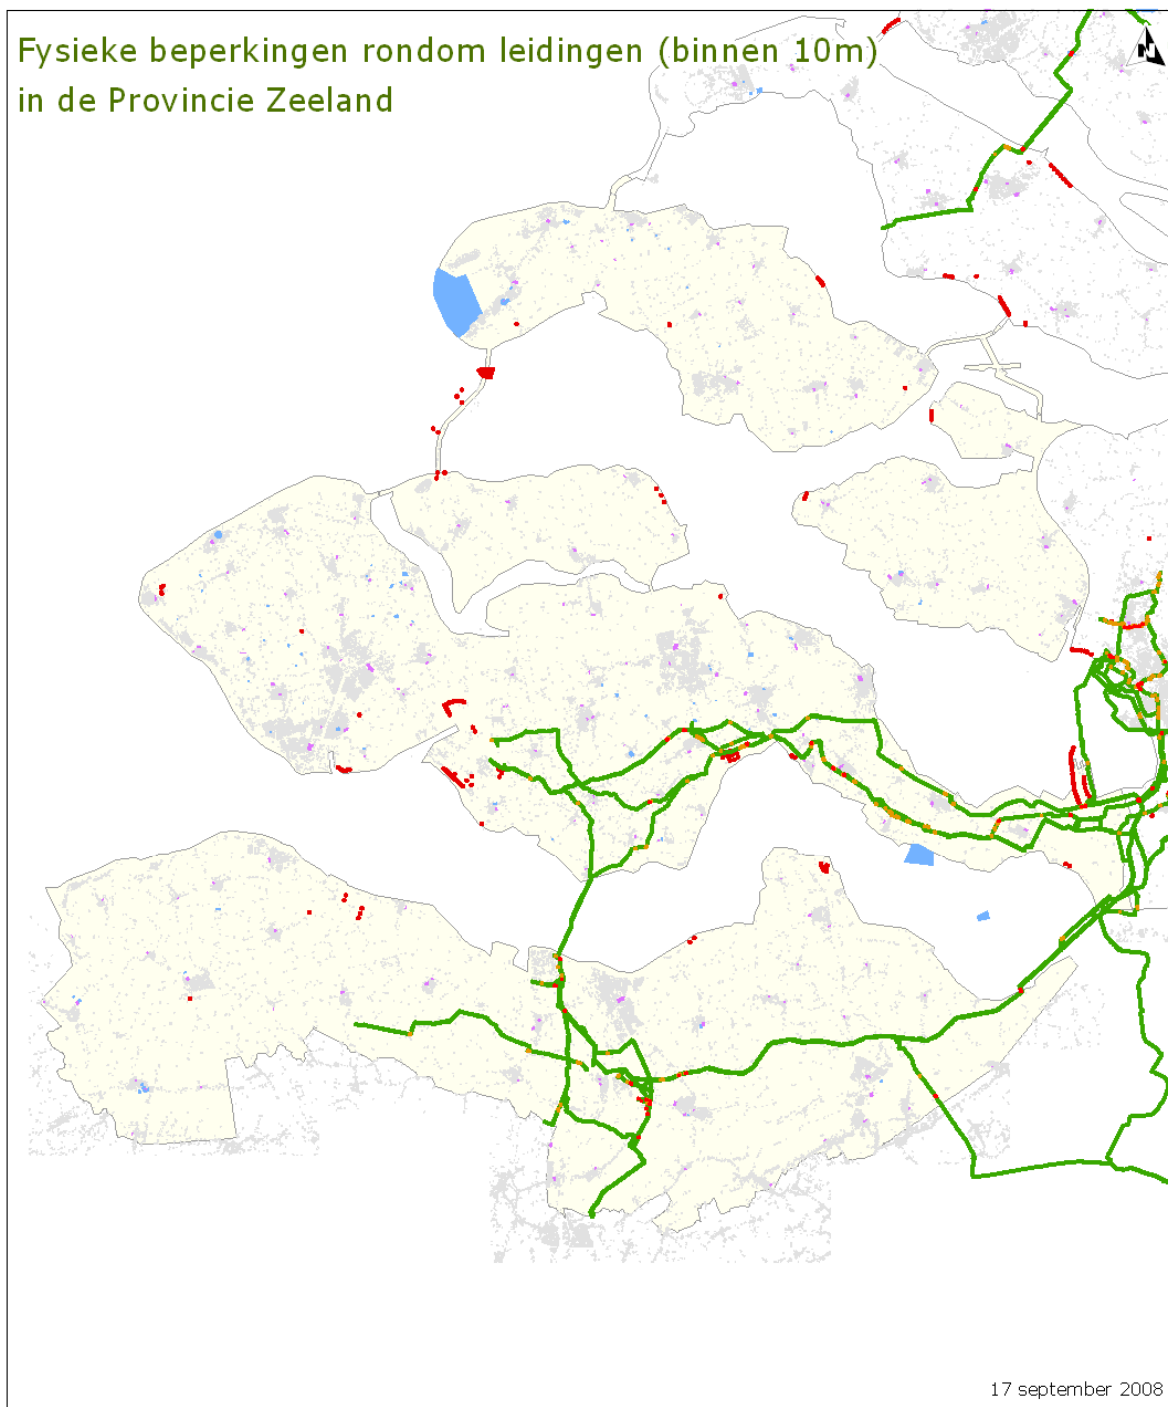 Fysieke beperkingen rondom leidingen (binnen 10m)
in de Provincie Zeeland
N
17 september 2008